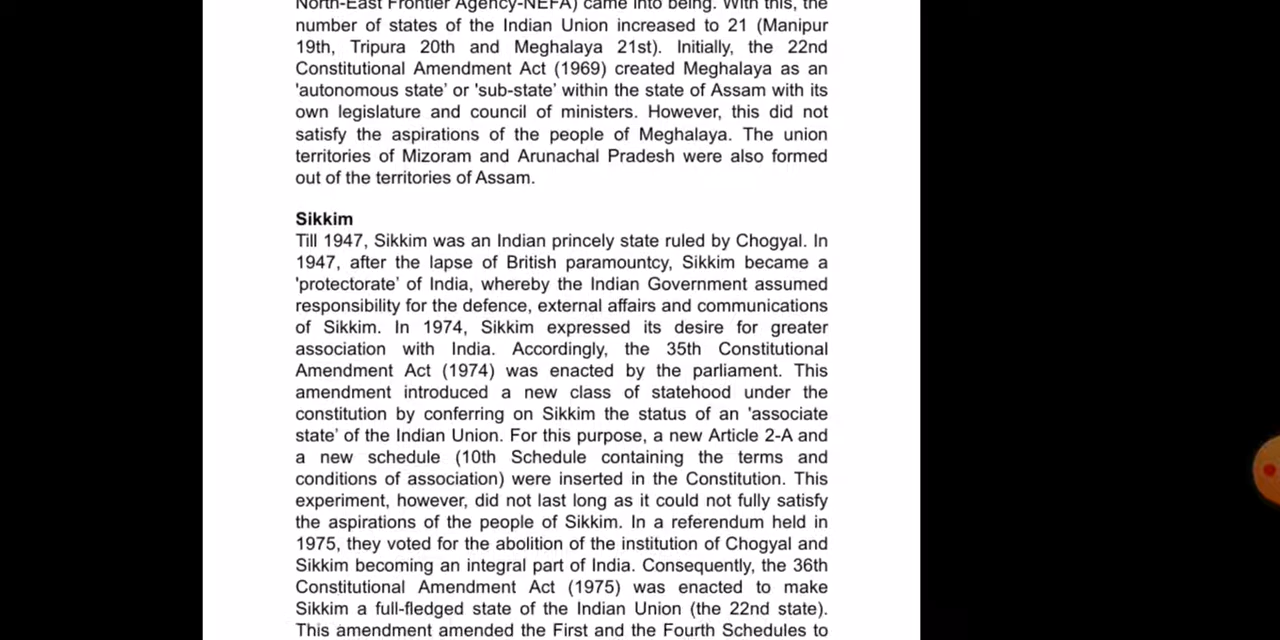 North-East Frontier Agency-NEFA) came into being. With this, the
number of states of the Indian Union increased to 21 (Manipur
19th, Tripura 20th and Meghalaya 21st). Initially, the 22nd
Constitutional Amendment Act (1969) created Meghalaya as an
'autonomous state' or 'sub-state' within the state of Assam with its
own legislature and council of ministers. However, this did not
satisfy the aspirations of the people of Meghalaya. The union
territories of Mizoram and Arunachal Pradesh were also formed
out of the territories of Assam.
Sikkim
Till 1947, Sikkim was an Indian princely state ruled by Chogyal. In
1947, after the lapse of British paramountcy, Sikkim became a
'protectorate' of India, whereby the Indian Government assumed
responsibility for the defence, external affairs and communications
of Sikkim. In 1974, Sikkim expressed its desire for greater
association with India. Accordingly, the 35th Constitutional
Amendment Act (1974) was enacted by the parliament. This
amendment introduced a new class of statehood under the
constitution by conferring on Sikkim the status of an 'associate
state' of the Indian Union. For this purpose, a new Article 2-A and
a new schedule (10th Schedule containing the terms and
conditions of association) were inserted in the Constitution. This
experiment, however, did not last long as it could not fully satisfy
the aspirations of the people of Sikkim. In a referendum held in
1975, they voted for the abolition of the institution of Chogyal and
Sikkim becoming an integral part of India. Consequently, the 36th
Constitutional Amendment Act (1975) was enacted to make
Sikkim a full-fledged state of the Indian Union (the 22nd state).
This amendment amended the First and the Fourth Schedules to